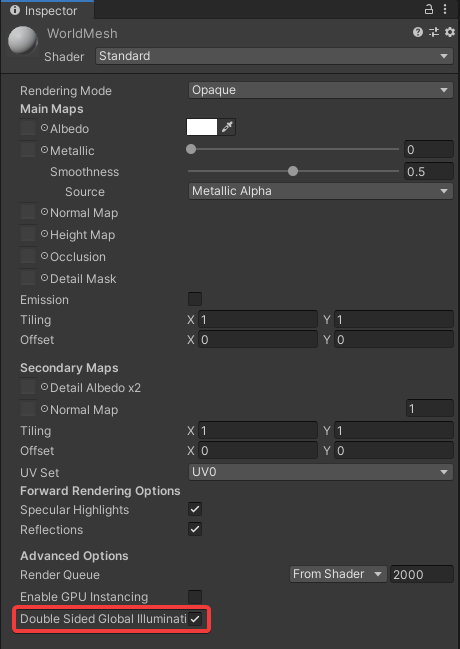 Inspector
WorldMesh
Shader Standard
Rendering Mode Opaque
Main Maps
Albedo
Metallic 0
Smoothness 0.5
Source Metallic Alpha
Normal Map
Height Map
Occlusion
Detail Mask
Emission
Tiling X 1 Y 1
Offset X 0 Y 0
Secondary Maps
Detail Albedo x2
Normal Map 1
Tiling X 1 Y 1
Offset X 0 Y 0
UV Set UV0
Forward Rendering Options
Specular Highlights
Reflections
Advanced Options
Render Queue From Shader 2000
Enable GPU Instancing
Double Sided Global Illuminati